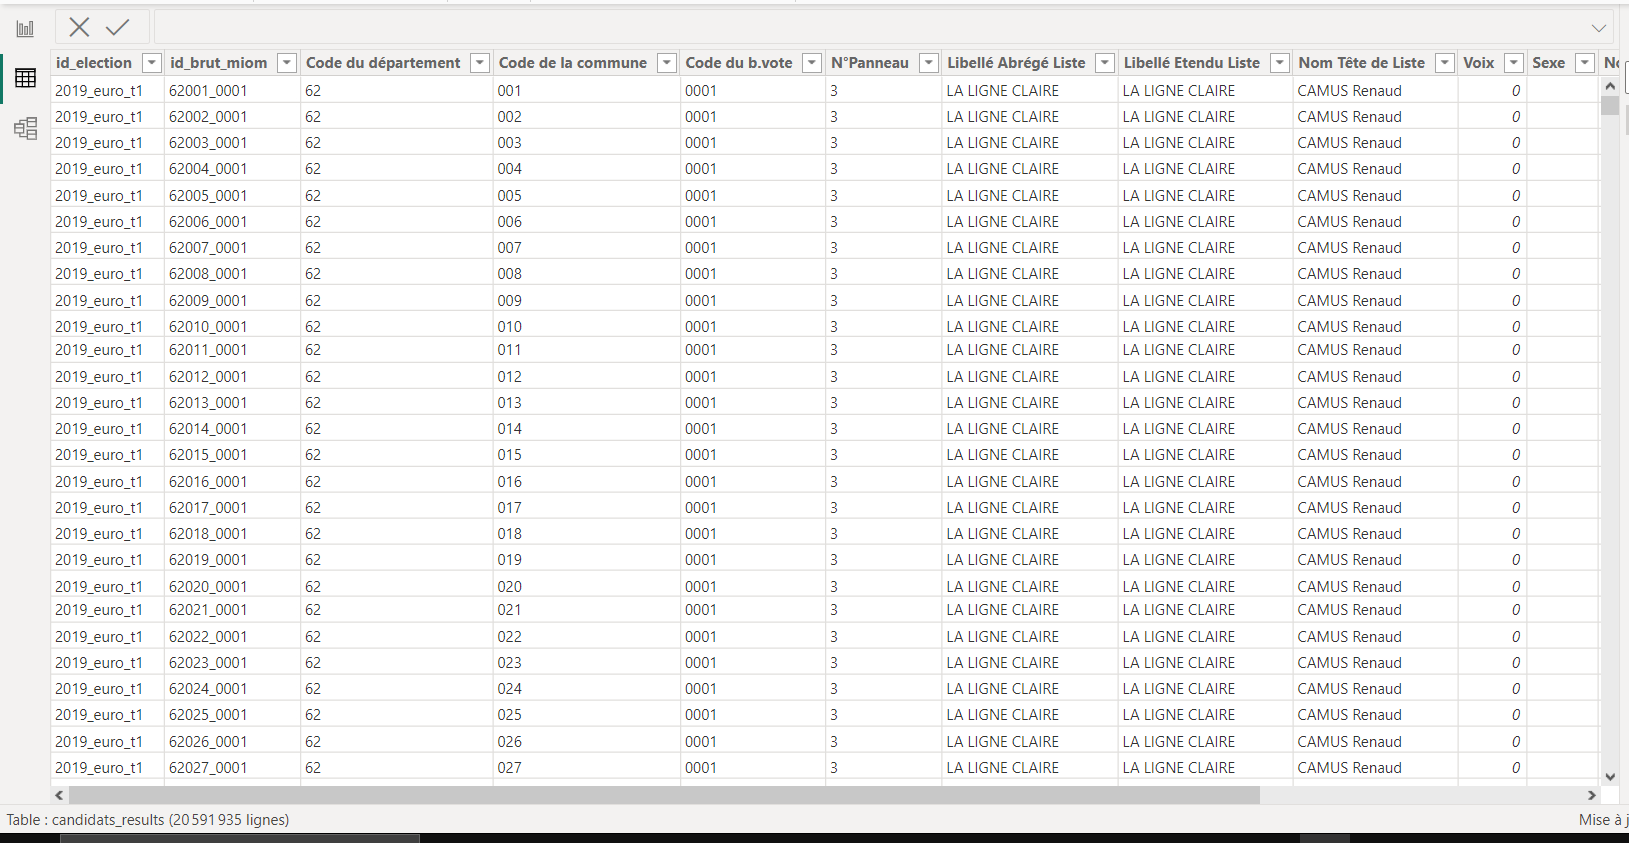 id_election id_brut_miom Code du département Code de la commune Code du b.vote N°Panneau Libellé Abrégé Liste Libellé Etendu Liste Nom Tête de Liste Voix Sexe
2019_euro_t1 62001_0001 62 001 0001 3 LA LIGNE CLAIRE LA LIGNE CLAIRE CAMUS Renaud 0
2019_euro_t1 62002_0001 62 002 0001 3 LA LIGNE CLAIRE LA LIGNE CLAIRE CAMUS Renaud 0
2019_euro_t1 62003_0001 62 003 0001 3 LA LIGNE CLAIRE LA LIGNE CLAIRE CAMUS Renaud 0
2019_euro_t1 62004_0001 62 004 0001 3 LA LIGNE CLAIRE LA LIGNE CLAIRE CAMUS Renaud 0
2019_euro_t1 62005_0001 62 005 0001 3 LA LIGNE CLAIRE LA LIGNE CLAIRE CAMUS Renaud 0
2019_euro_t1 62006_0001 62 006 0001 3 LA LIGNE CLAIRE LA LIGNE CLAIRE CAMUS Renaud 0
2019_euro_t1 62007_0001 62 007 0001 3 LA LIGNE CLAIRE LA LIGNE CLAIRE CAMUS Renaud 0
2019_euro_t1 62008_0001 62 008 0001 3 LA LIGNE CLAIRE LA LIGNE CLAIRE CAMUS Renaud 0
2019_euro_t1 62009_0001 62 009 0001 3 LA LIGNE CLAIRE LA LIGNE CLAIRE CAMUS Renaud 0
2019_euro_t1 62010_0001 62 010 0001 3 LA LIGNE CLAIRE LA LIGNE CLAIRE CAMUS Renaud 0
2019_euro_t1 62011_0001 62 011 0001 3 LA LIGNE CLAIRE LA LIGNE CLAIRE CAMUS Renaud 0
2019_euro_t1 62012_0001 62 012 0001 3 LA LIGNE CLAIRE LA LIGNE CLAIRE CAMUS Renaud 0
2019_euro_t1 62013_0001 62 013 0001 3 LA LIGNE CLAIRE LA LIGNE CLAIRE CAMUS Renaud 0
2019_euro_t1 62014_0001 62 014 0001 3 LA LIGNE CLAIRE LA LIGNE CLAIRE CAMUS Renaud 0
2019_euro_t1 62015_0001 62 015 0001 3 LA LIGNE CLAIRE LA LIGNE CLAIRE CAMUS Renaud 0
2019_euro_t1 62016_0001 62 016 0001 3 LA LIGNE CLAIRE LA LIGNE CLAIRE CAMUS Renaud 0
2019_euro_t1 62017_0001 62 017 0001 3 LA LIGNE CLAIRE LA LIGNE CLAIRE CAMUS Renaud 0
2019_euro_t1 62018_0001 62 018 0001 3 LA LIGNE CLAIRE LA LIGNE CLAIRE CAMUS Renaud 0
2019_euro_t1 62019_0001 62 019 0001 3 LA LIGNE CLAIRE LA LIGNE CLAIRE CAMUS Renaud 0
2019_euro_t1 62020_0001 62 020 0001 3 LA LIGNE CLAIRE LA LIGNE CLAIRE CAMUS Renaud 0
2019_euro_t1 62021_0001 62 021 0001 3 LA LIGNE CLAIRE LA LIGNE CLAIRE CAMUS Renaud 0
2019_euro_t1 62022_0001 62 022 0001 3 LA LIGNE CLAIRE LA LIGNE CLAIRE CAMUS Renaud 0
2019_euro_t1 62023_0001 62 023 0001 3 LA LIGNE CLAIRE LA LIGNE CLAIRE CAMUS Renaud 0
2019_euro_t1 62024_0001 62 024 0001 3 LA LIGNE CLAIRE LA LIGNE CLAIRE CAMUS Renaud 0
2019_euro_t1 62025_0001 62 025 0001 3 LA LIGNE CLAIRE LA LIGNE CLAIRE CAMUS Renaud 0
2019_euro_t1 62026_0001 62 026 0001 3 LA LIGNE CLAIRE LA LIGNE CLAIRE CAMUS Renaud 0
2019_euro_t1 62027_0001 62 027 0001 3 LA LIGNE CLAIRE LA LIGNE CLAIRE CAMUS Renaud 0
Table : candidats_results (20 591 935 lignes) Mise à